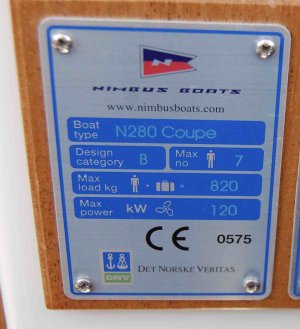 NIMBUS BOATS
www.nimbusboats.com
Boat type N280 Coupe
Design category B Max no 7
Max load kg + 820
Max power kW 120
CE 0575
DNV DET NORSKE VERITAS